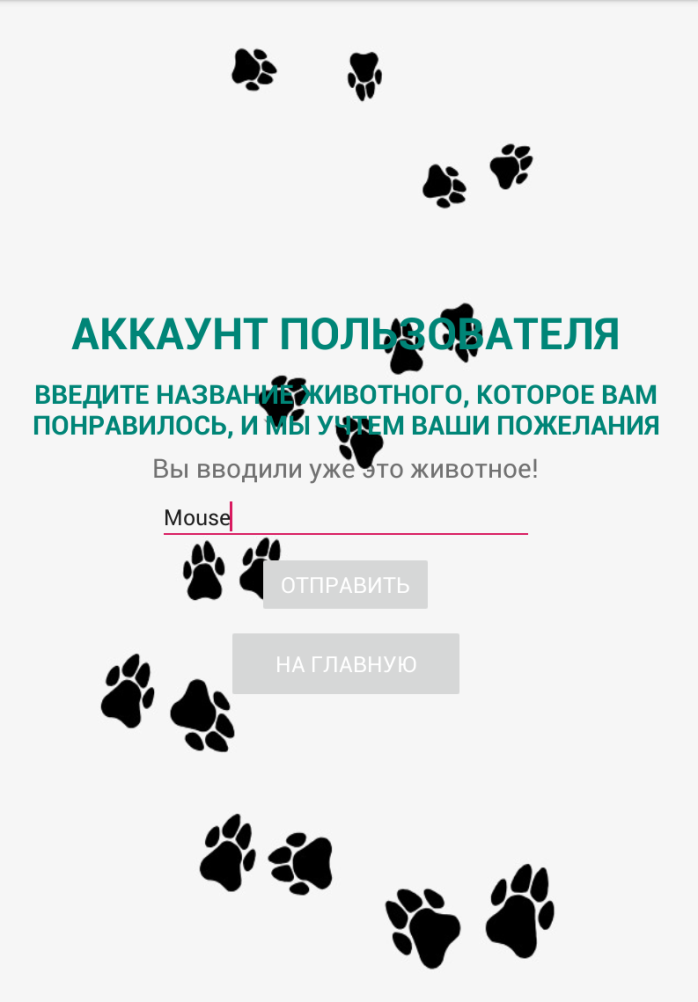 АККАУНТ ПОЛЬЗОВАТЕЛЯ
ВВЕДИТЕ НАЗВАНИЕ ЖИВОТНОГО, КОТОРОЕ ВАМ
ПОНРАВИЛОСЬ, И МЫ УЧТЕМ ВАШИ ПОЖЕЛАНИЯ
Вы вводили уже это животное!
Mouse
ОТПРАВИТЬ
НА ГЛАВНУЮ